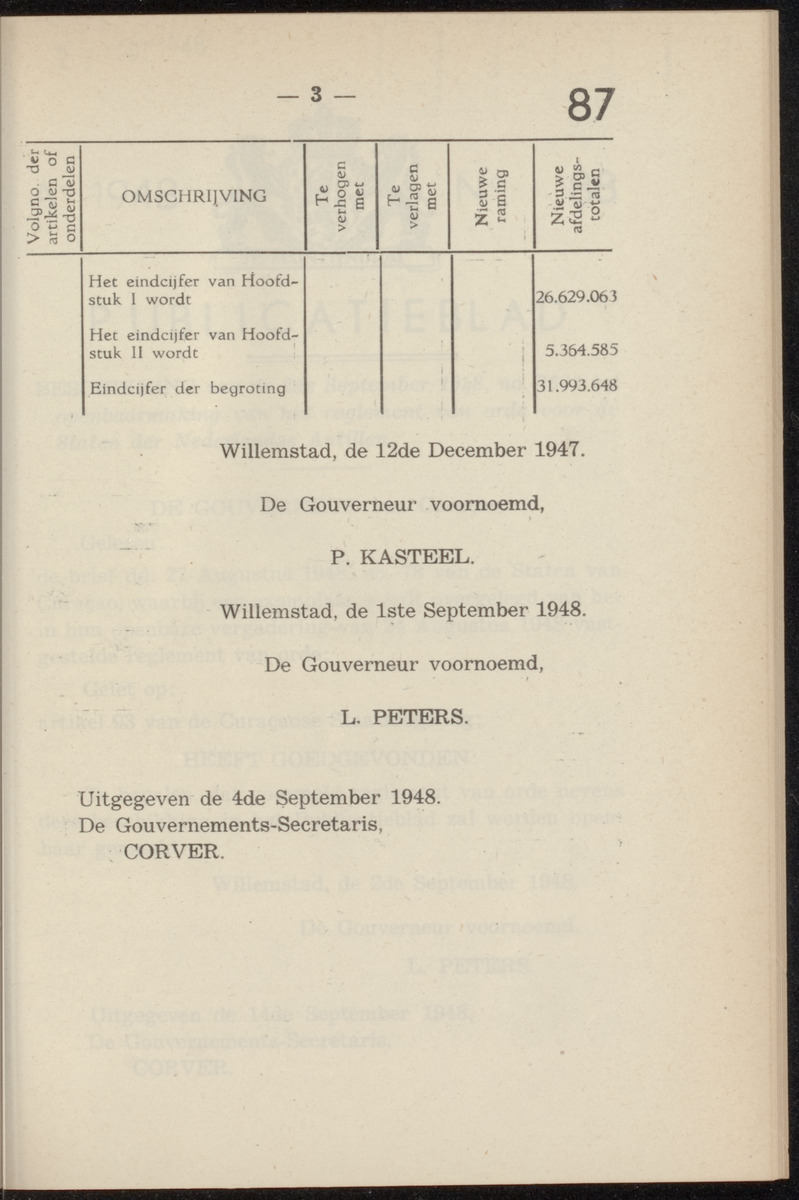 — 3 —
87
Volgno. der
artikelen of
onderdelen
OMSCHRIJVING
Te
verhogen
met
Te
verlagen
met
Nieuwe
raming
Nieuwe
afdelings-
totalen
Het eindcijfer van Hoofd-
stuk I wordt
26.629.063
Het eindcijfer van Hoofd-
stuk II wordt
5.364.585
Eindcijfer der begroting
31.993.648
Willemstad, de 12de December 1947.
De Gouverneur voornoemd,
P. KASTEEL.
Willemstad, de 1ste September 1948.
De Gouverneur voornoemd,
L. PETERS.
Uitgegeven de 4de September 1948.
De Gouvernements-Secretaris,
CORVER.